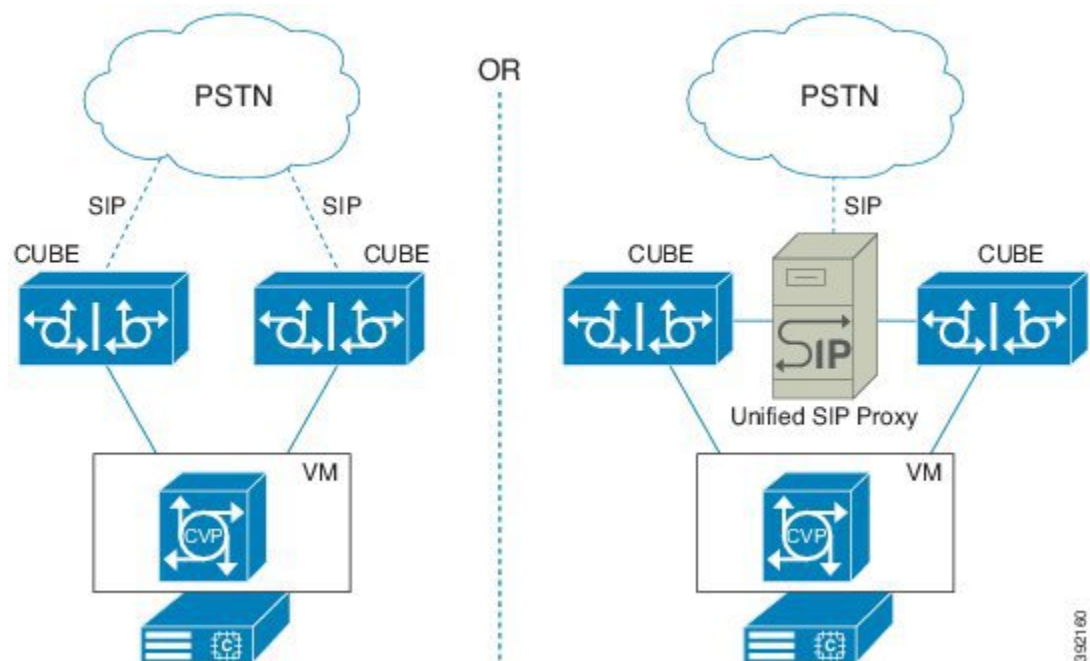 PSTN
SIP
SIP
CUBE
CUBE
VM
CVP
C
OR
PSTN
SIP
CUBE
CUBE
SIP
Unified SIP Proxy
VM
CVP
C
392160